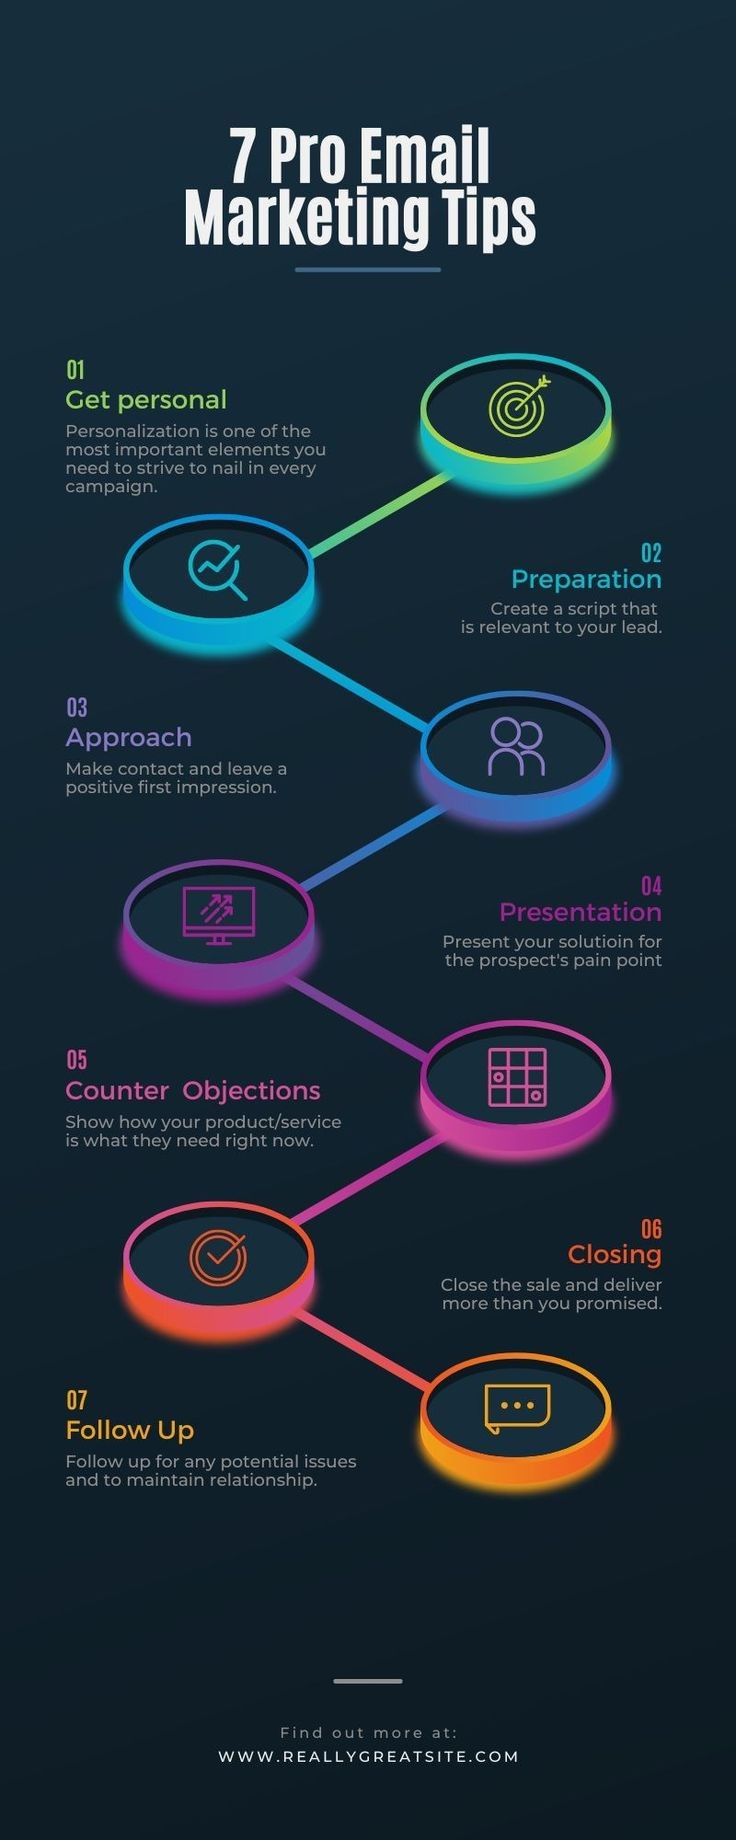 7 Pro Email
Marketing Tips
01
Get personal
Personalization is one of the
most important elements you
need to strive to nail in every
campaign.
02
Preparation
Create a script that
is relevant to your lead.
03
Approach
Make contact and leave a
positive first impression.
04
Presentation
Present your solutioin for
the prospect's pain point
05
Counter  Objections
Show how your product/service
is what they need right now.
06
Closing
Close the sale and deliver
more than you promised.
07
Follow Up
Follow up for any potential issues
and to maintain relationship.
Find out more at:
WWW.REALLYGREATSITE.COM